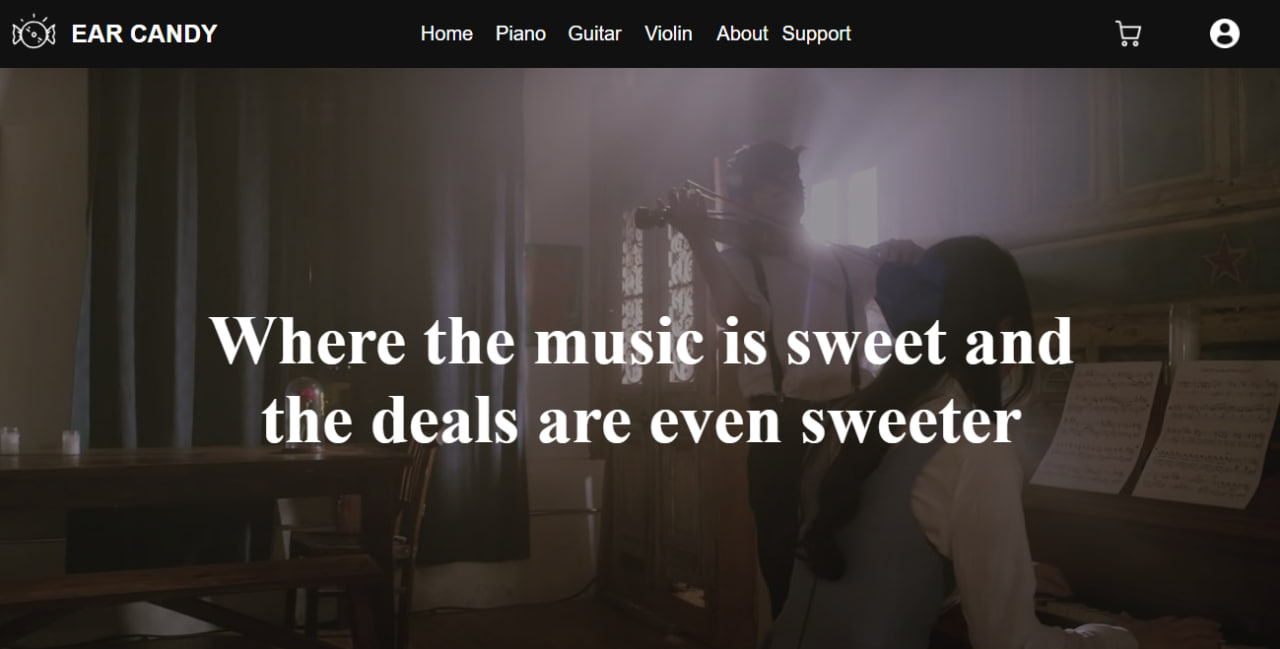 EAR CANDY
Home Piano Guitar Violin About Support
Where the music is sweet and
the deals are even sweeter